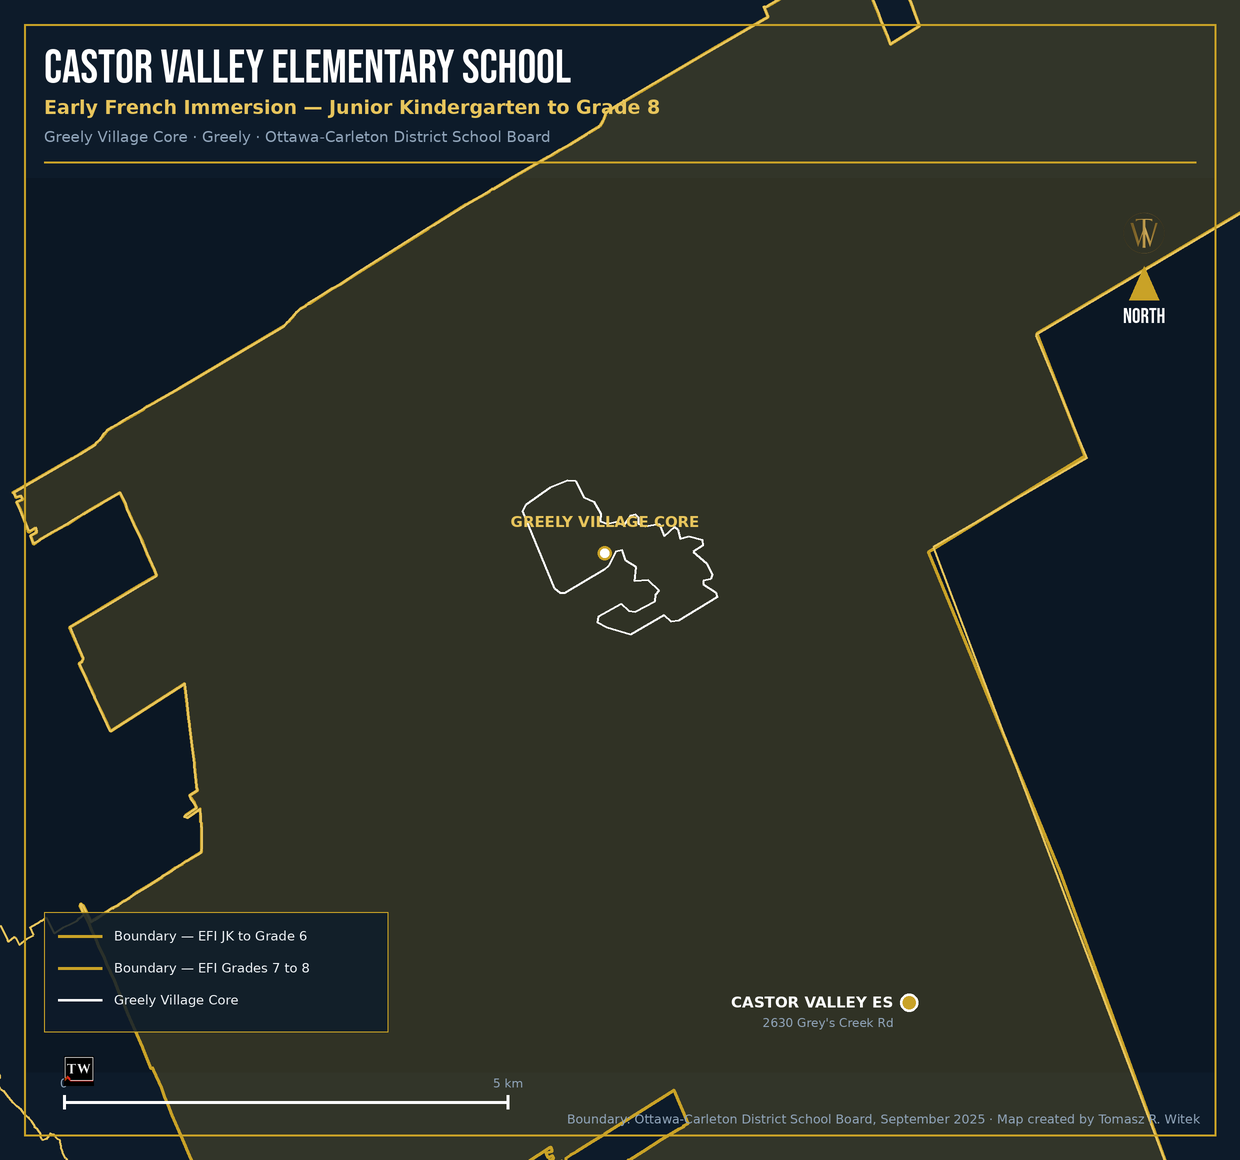 CASTOR VALLEY ELEMENTARY SCHOOL
Early French Immersion — Junior Kindergarten to Grade 8
Greely Village Core · Greely · Ottawa-Carleton District School Board
TW
NORTH
GREELY VILLAGE CORE
Boundary — EFI JK to Grade 6
Boundary — EFI Grades 7 to 8
Greely Village Core
CASTOR VALLEY ES
2630 Grey's Creek Rd
TW
0 5 km
Boundary: Ottawa-Carleton District School Board, September 2025 · Map created by Tomasz R. Witek